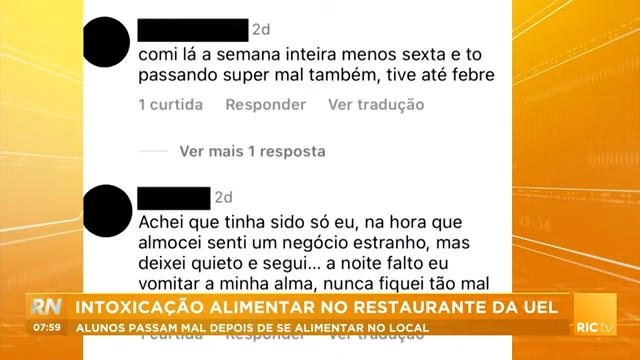 2d
comi lá a semana inteira menos sexta e to
passando super mal também, tive até febre
1 curtida Responder Ver tradução
Ver mais 1 resposta
2d
Achei que tinha sido só eu, na hora que
almocei senti um negócio estranho, mas
deixei quieto e segui... a noite falto eu
vomitar a minha alma, nunca fiquei tão mal
RN INTOXICAÇÃO ALIMENTAR NO RESTAURANTE DA UEL
07:59 ALUNOS PASSAM MAL DEPOIS DE SE ALIMENTAR NO LOCAL
RIC tv